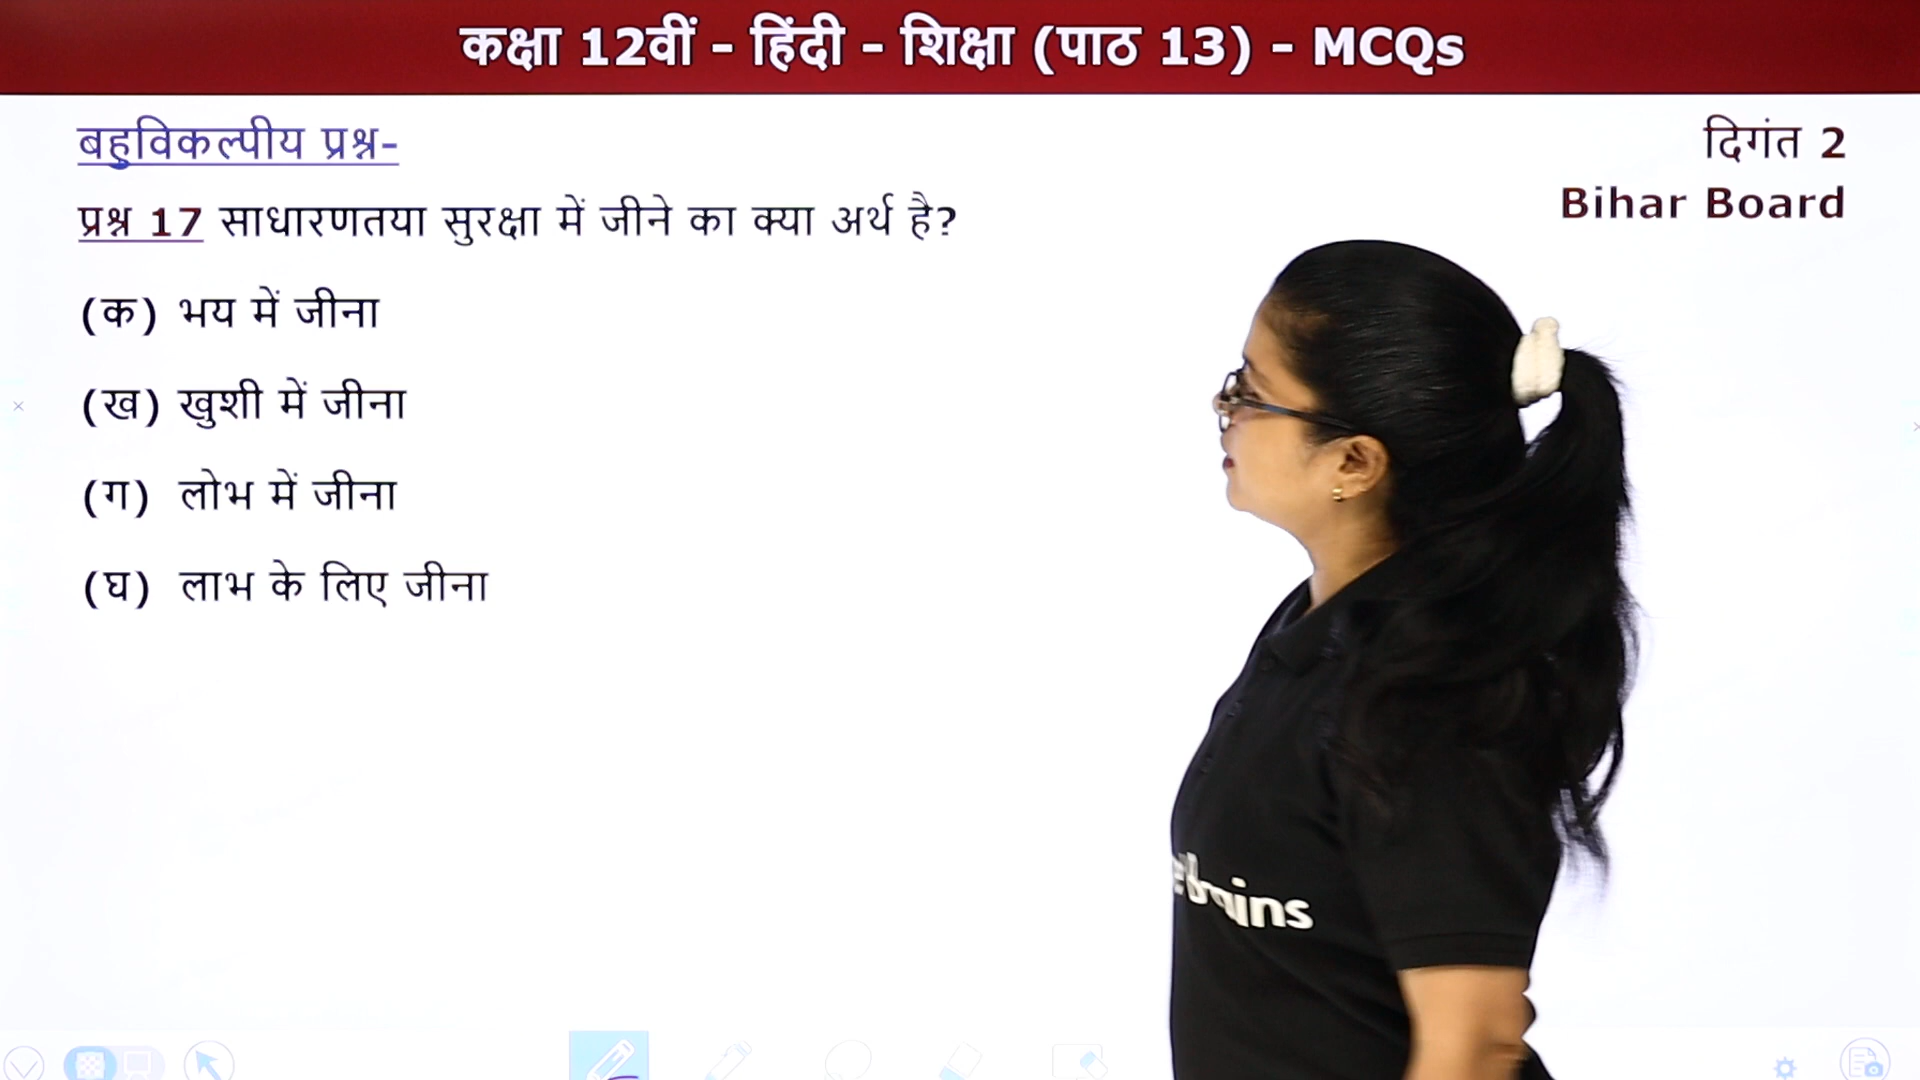 कक्षा 12वीं - हिंदी - शिक्षा (पाठ 13) - MCQs
बहुविकल्पीय प्रश्न-
दिगंत 2
Bihar Board
प्रश्न 17 साधारणतया सुरक्षा में जीने का क्या अर्थ है?
(क) भय में जीना
(ख) खुशी में जीना
(ग) लोभ में जीना
(घ) लाभ के लिए जीना